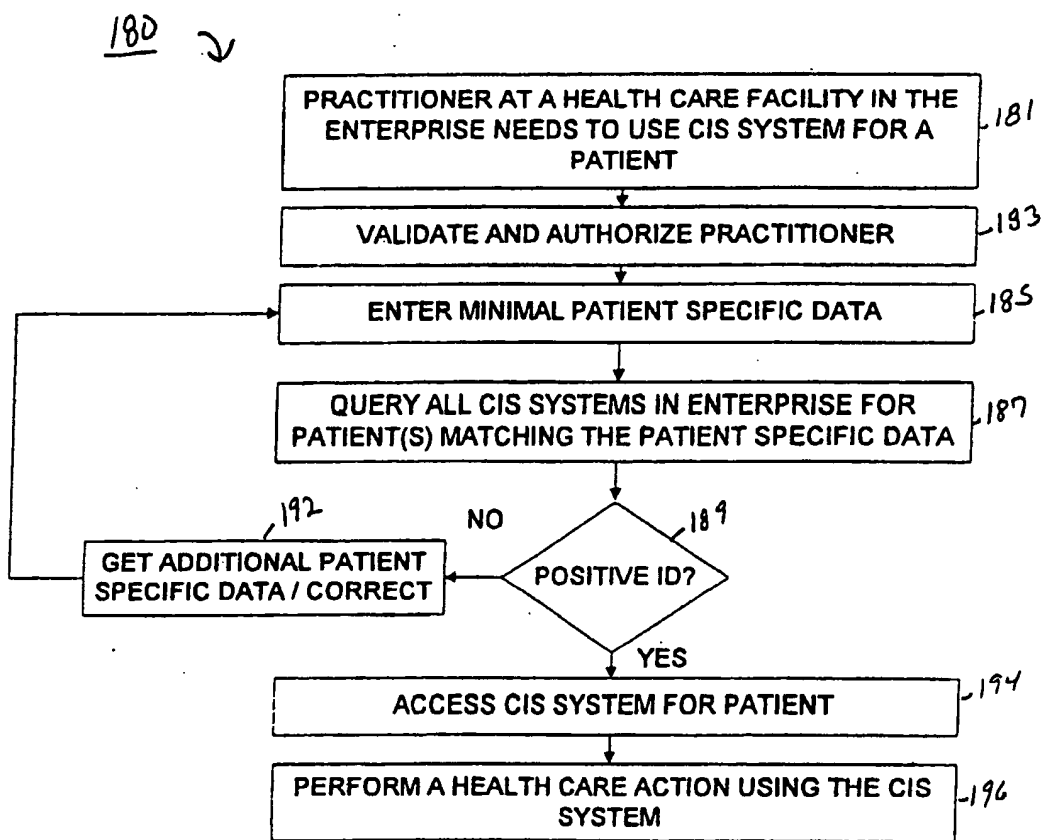 180
PRACTITIONER AT A HEALTH CARE FACILITY IN THE
ENTERPRISE NEEDS TO USE CIS SYSTEM FOR A
PATIENT
181
VALIDATE AND AUTHORIZE PRACTITIONER
183
ENTER MINIMAL PATIENT SPECIFIC DATA
185
QUERY ALL CIS SYSTEMS IN ENTERPRISE FOR
PATIENT(S) MATCHING THE PATIENT SPECIFIC DATA
187
192
NO
189
GET ADDITIONAL PATIENT
SPECIFIC DATA / CORRECT
POSITIVE ID?
YES
ACCESS CIS SYSTEM FOR PATIENT
194
PERFORM A HEALTH CARE ACTION USING THE CIS
SYSTEM
196